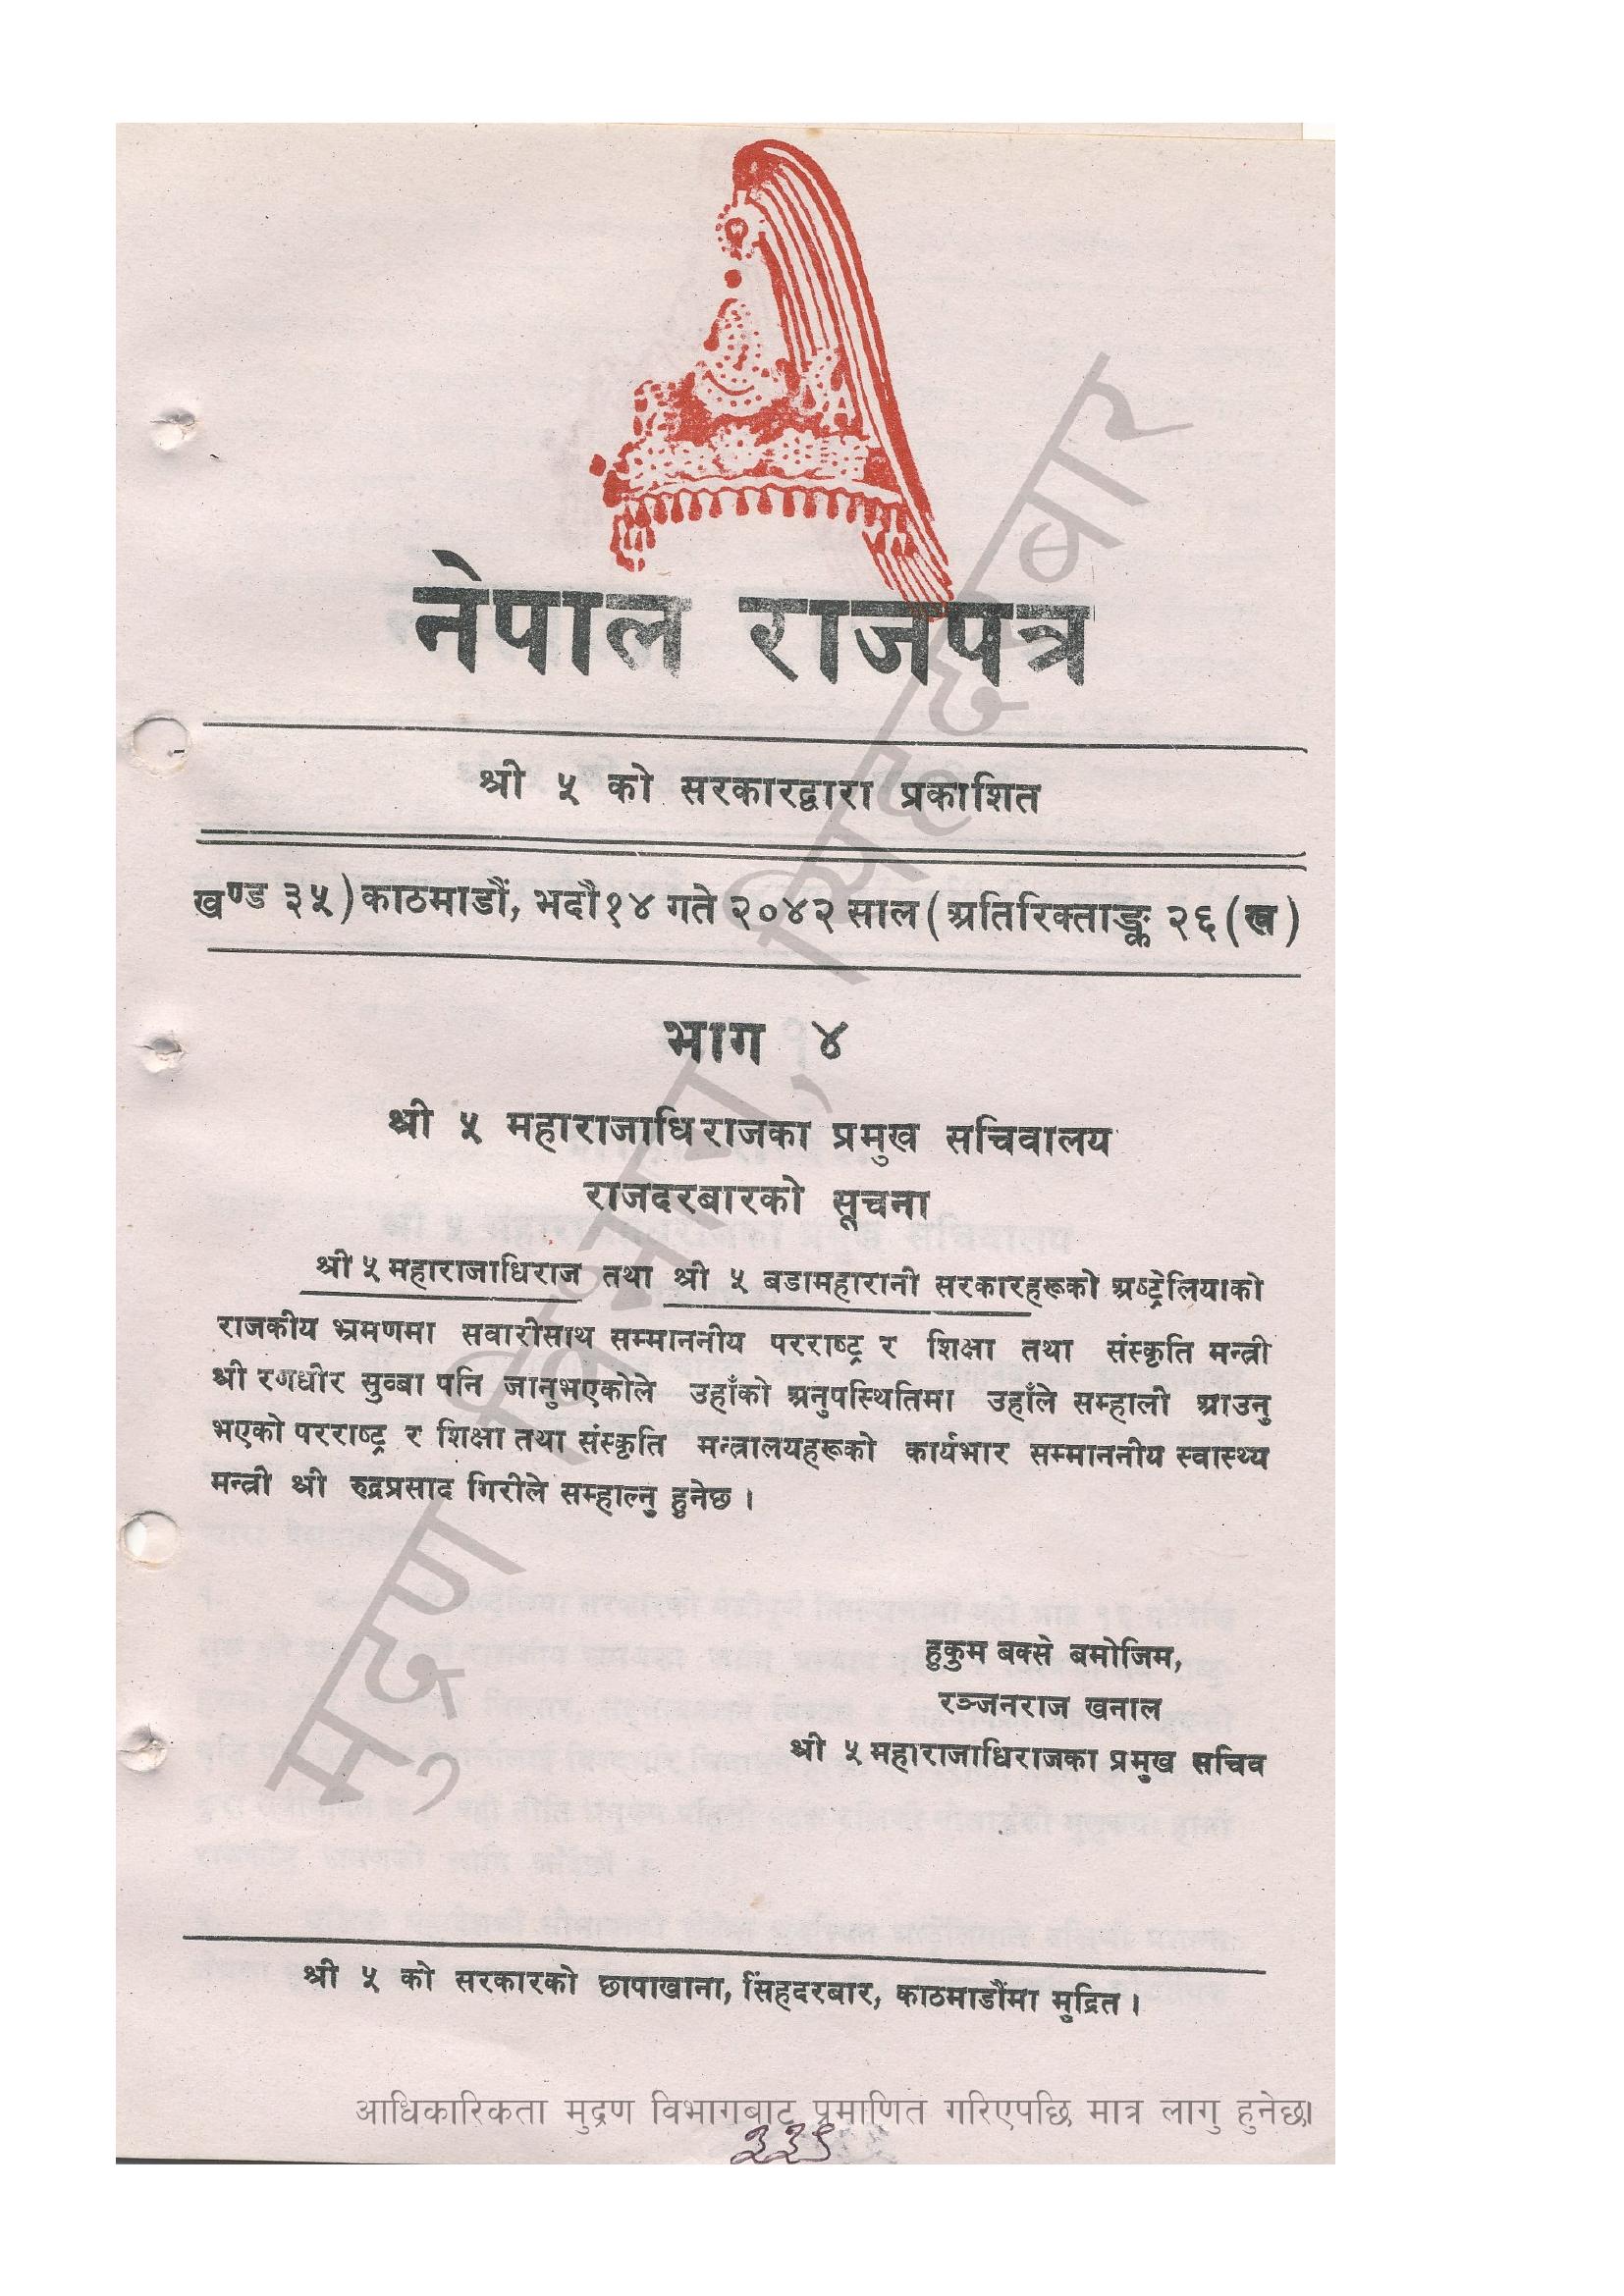 नेपाल राजपत्र
श्री ५ को सरकारद्वारा प्रकाशित
खण्ड ३५) काठमाडौं, भदौ १४ गते २०४२ साल (अतिरिक्ताङ्क २६ (ख)
भाग ४
श्री ५ महाराजाधिराजका प्रमुख सचिवालय
राजदरबारको सूचना
श्री ५ महाराजाधिराज तथा श्री ५ बडामहारानी सरकारहरूको अष्ट्रेलियाको
राजकीय भ्रमणमा सवारीसाथ सम्माननीय परराष्ट्र र शिक्षा तथा संस्कृति मन्त्री
श्री रणधीर सुब्बा पनि जानुभएकोले उहाँको अनुपस्थितिमा उहाँले सम्हाली आउनु
भएको परराष्ट्र र शिक्षा तथा संस्कृति मन्त्रालयहरूको कार्यभार सम्माननीय स्वास्थ्य
मन्त्री श्री रुद्रप्रसाद गिरीले सम्हाल्नु हुनेछ ।
हुकुम बक्से बमोजिम,
रञ्जनराज खनाल
श्री ५ महाराजाधिराजका प्रमुख सचिव
श्री ५ को सरकारको छापाखाना, सिंहदरबार, काठमाडौंमा मुद्रित ।
मुद्रण विभाग, सिंहदरबार
आधिकारिकता मुद्रण विभागबाट प्रमाणित गरिएपछि मात्र लागु हुनेछ।